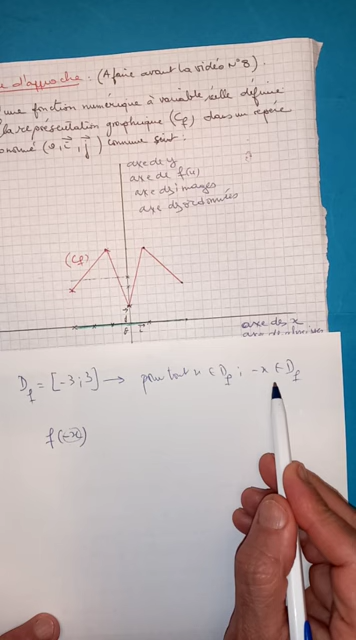 d'approche : (A faire avant la vidéo N°8).
d'une fonction numérique à variable réelle définie
la représentation graphique (Cf) dans un repère
(o, i, j) comme suit :
axe de y
axe de f(x)
axe des images
axe des ordonnées
(Cf)
axe des x
Df = [-3;3] → pour tout x ∈ Df ; -x ∈ Df
f(-x)